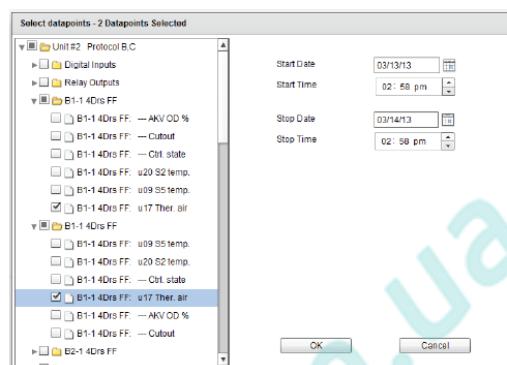 Select datapoints - 2 Datapoints Selected
Unit #2 Protocol B,C
Digital Inputs
Relay Outputs
B1-1 4Drs FF
B1-1 4Drs FF: --- AKV OD %
B1-1 4Drs FF: --- Cutout
B1-1 4Drs FF: --- Ctrl. state
B1-1 4Drs FF: u20 S2 temp.
B1-1 4Drs FF: u09 S5 temp.
B1-1 4Drs FF: u17 Ther. air
B1-1 4Drs FF
B1-1 4Drs FF: u09 S5 temp.
B1-1 4Drs FF: u20 S2 temp.
B1-1 4Drs FF: --- Ctrl. state
B1-1 4Drs FF: u17 Ther. air
B1-1 4Drs FF: --- AKV OD %
B1-1 4Drs FF: --- Cutout
B2-1 4Drs FF
Start Date 03/13/13
Start Time 02: 58 pm
Stop Date 03/14/13
Stop Time 02: 58 pm
OK Cancel
a.ua